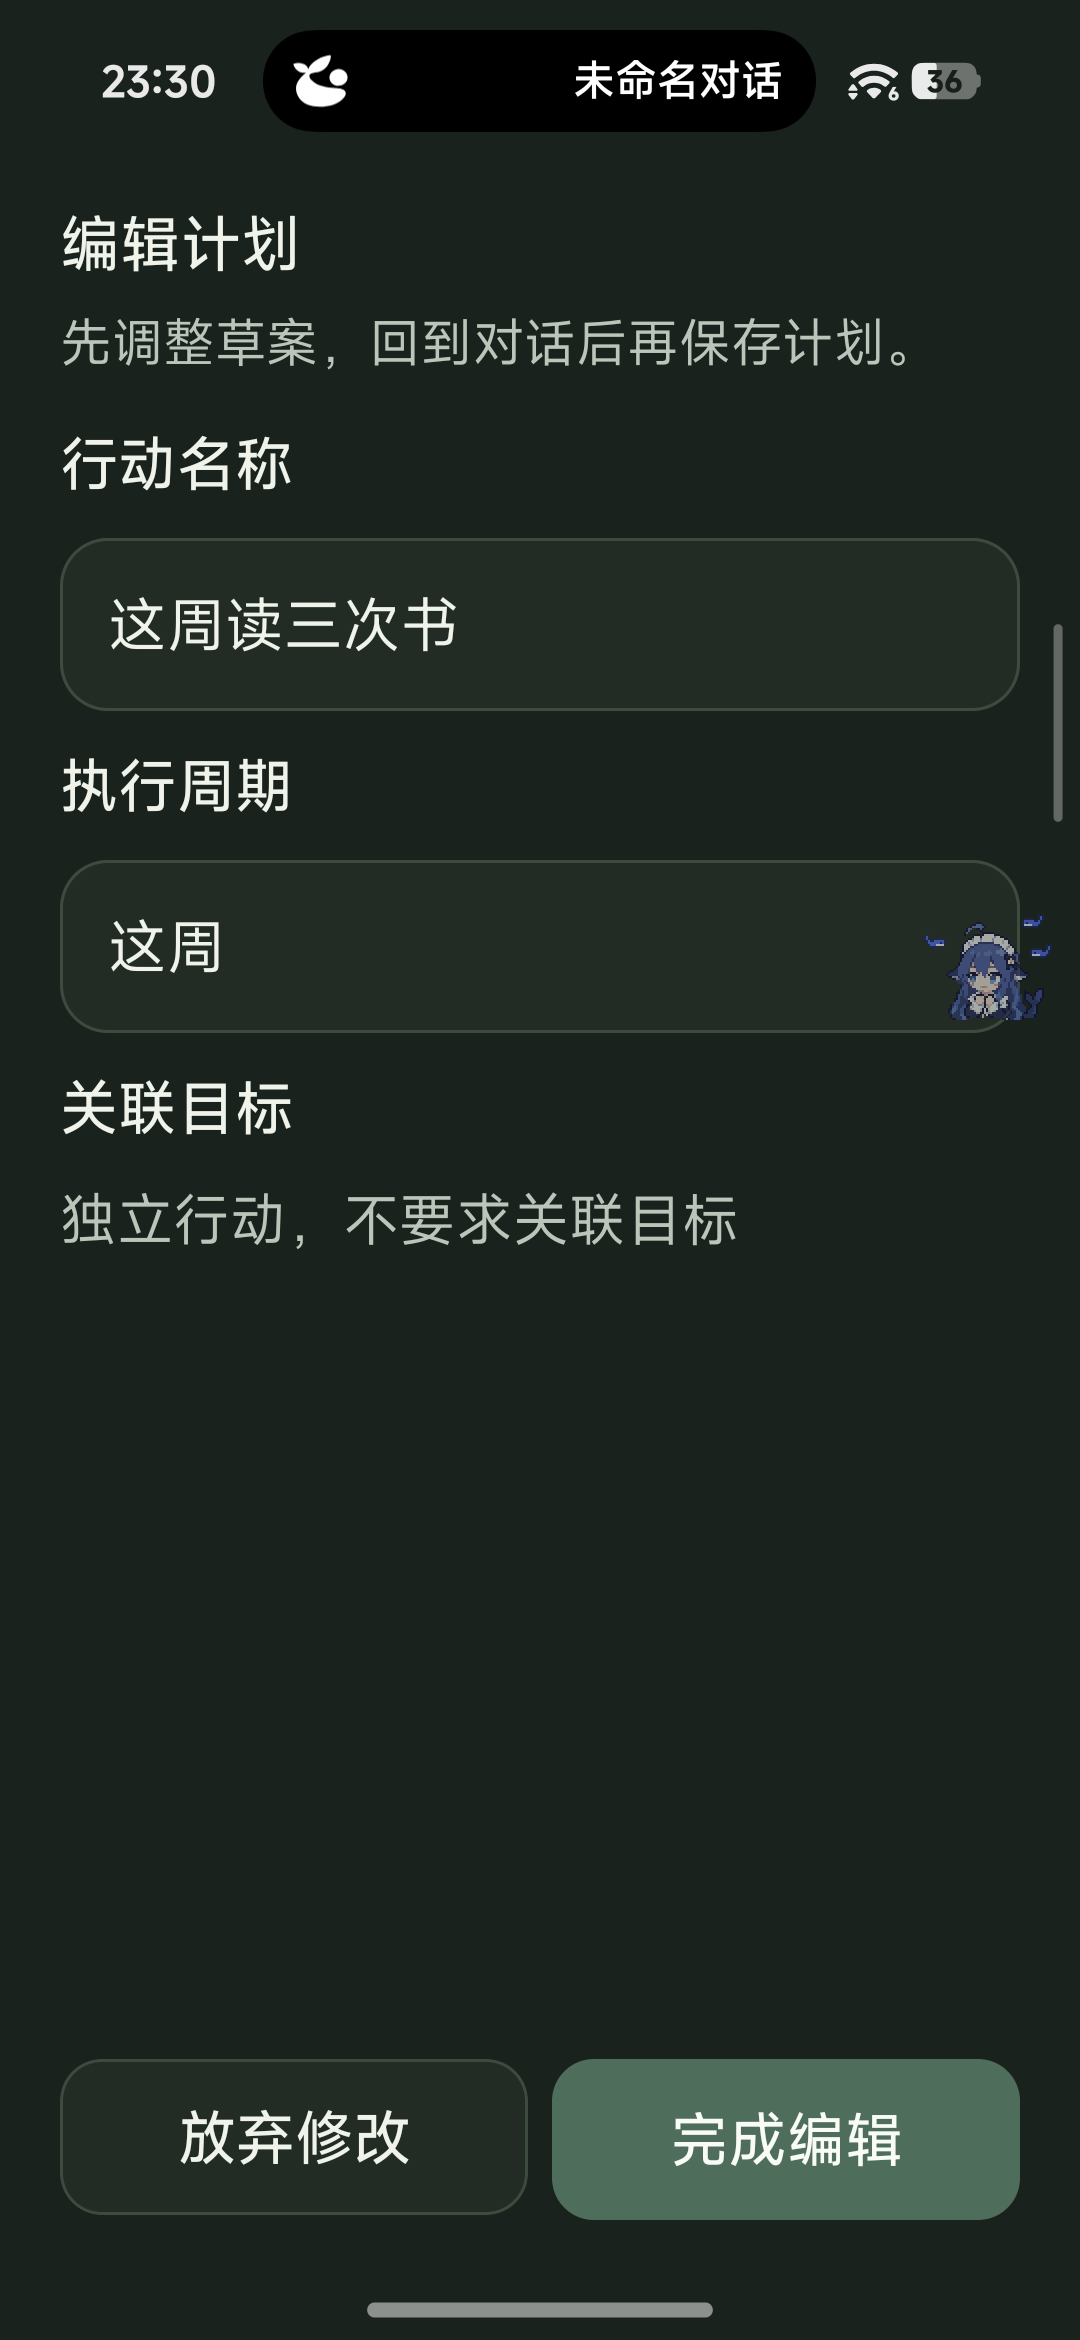 23:30
未命名对话
6
36
编辑计划
先调整草案，回到对话后再保存计划。
行动名称
这周读三次书
执行周期
这周
关联目标
独立行动，不要求关联目标
放弃修改
完成编辑